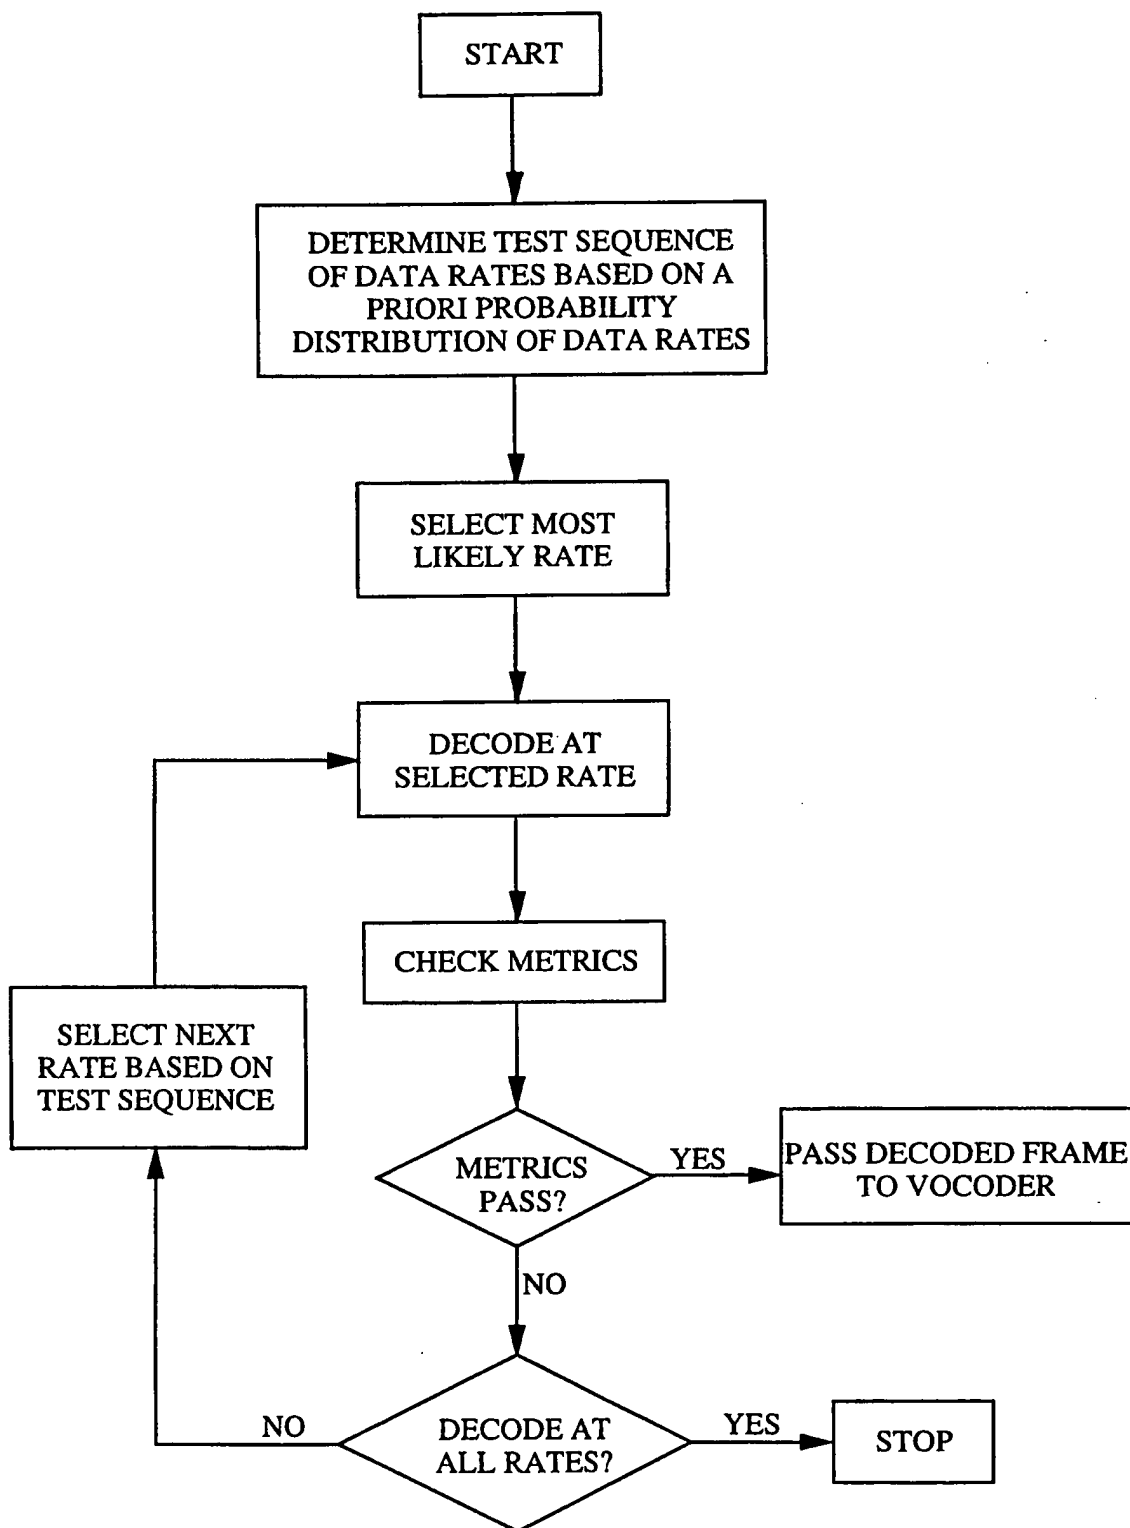 START
DETERMINE TEST SEQUENCE
OF DATA RATES BASED ON A
PRIORI PROBABILITY
DISTRIBUTION OF DATA RATES
SELECT MOST
LIKELY RATE
DECODE AT
SELECTED RATE
CHECK METRICS
SELECT NEXT
RATE BASED ON
TEST SEQUENCE
METRICS
PASS?
YES
PASS DECODED FRAME
TO VOCODER
NO
DECODE AT
ALL RATES?
NO
YES
STOP